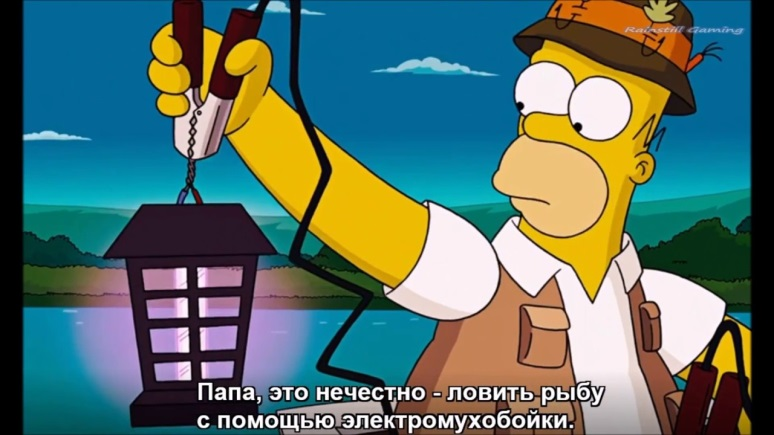 Rainstill Gaming
Папа, это нечестно - ловить рыбу
с помощью электромухобойки.